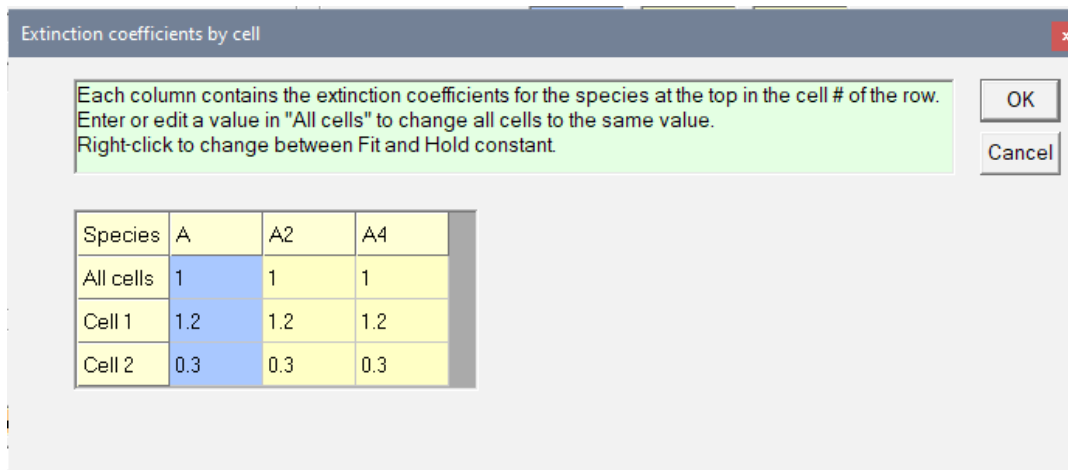 Extinction coefficients by cell
Each column contains the extinction coefficients for the species at the top in the cell # of the row.
Enter or edit a value in "All cells" to change all cells to the same value.
Right-click to change between Fit and Hold constant.
OK
Cancel
Species A A2 A4
All cells 1 1 1
Cell 1 1.2 1.2 1.2
Cell 2 0.3 0.3 0.3